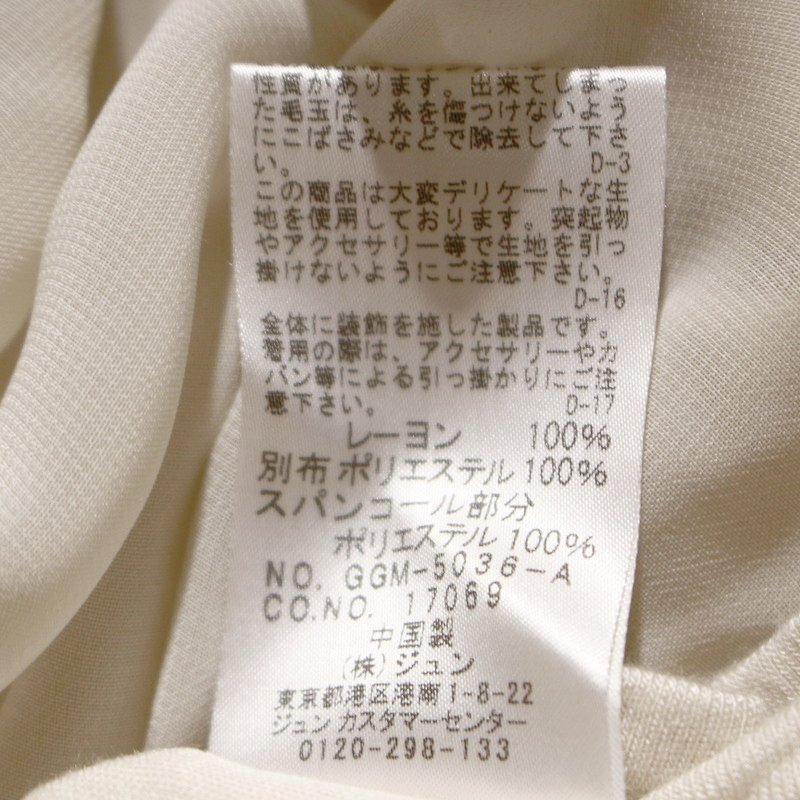 性質があります。出来てしまっ
た毛玉は、糸を傷つけないよう
にこばさみなどで除去して下さ
い。 D-3
この商品は大変デリケートな生
地を使用しております。突起物
やアクセサリー等で生地を引っ
掛けないようにご注意下さい。
D-16
全体に装飾を施した製品です。
着用の際は、アクセサリーやカ
バン等による引っ掛かりにご注
意下さい。 D-17
レーヨン 100%
別布 ポリエステル 100%
スパンコール部分
ポリエステル 100%
NO. GGM-5036-A
CO.NO. 17069
中国製
(株)ジュン
東京都港区港南1-8-22
ジュン カスタマーセンター
0120-298-133